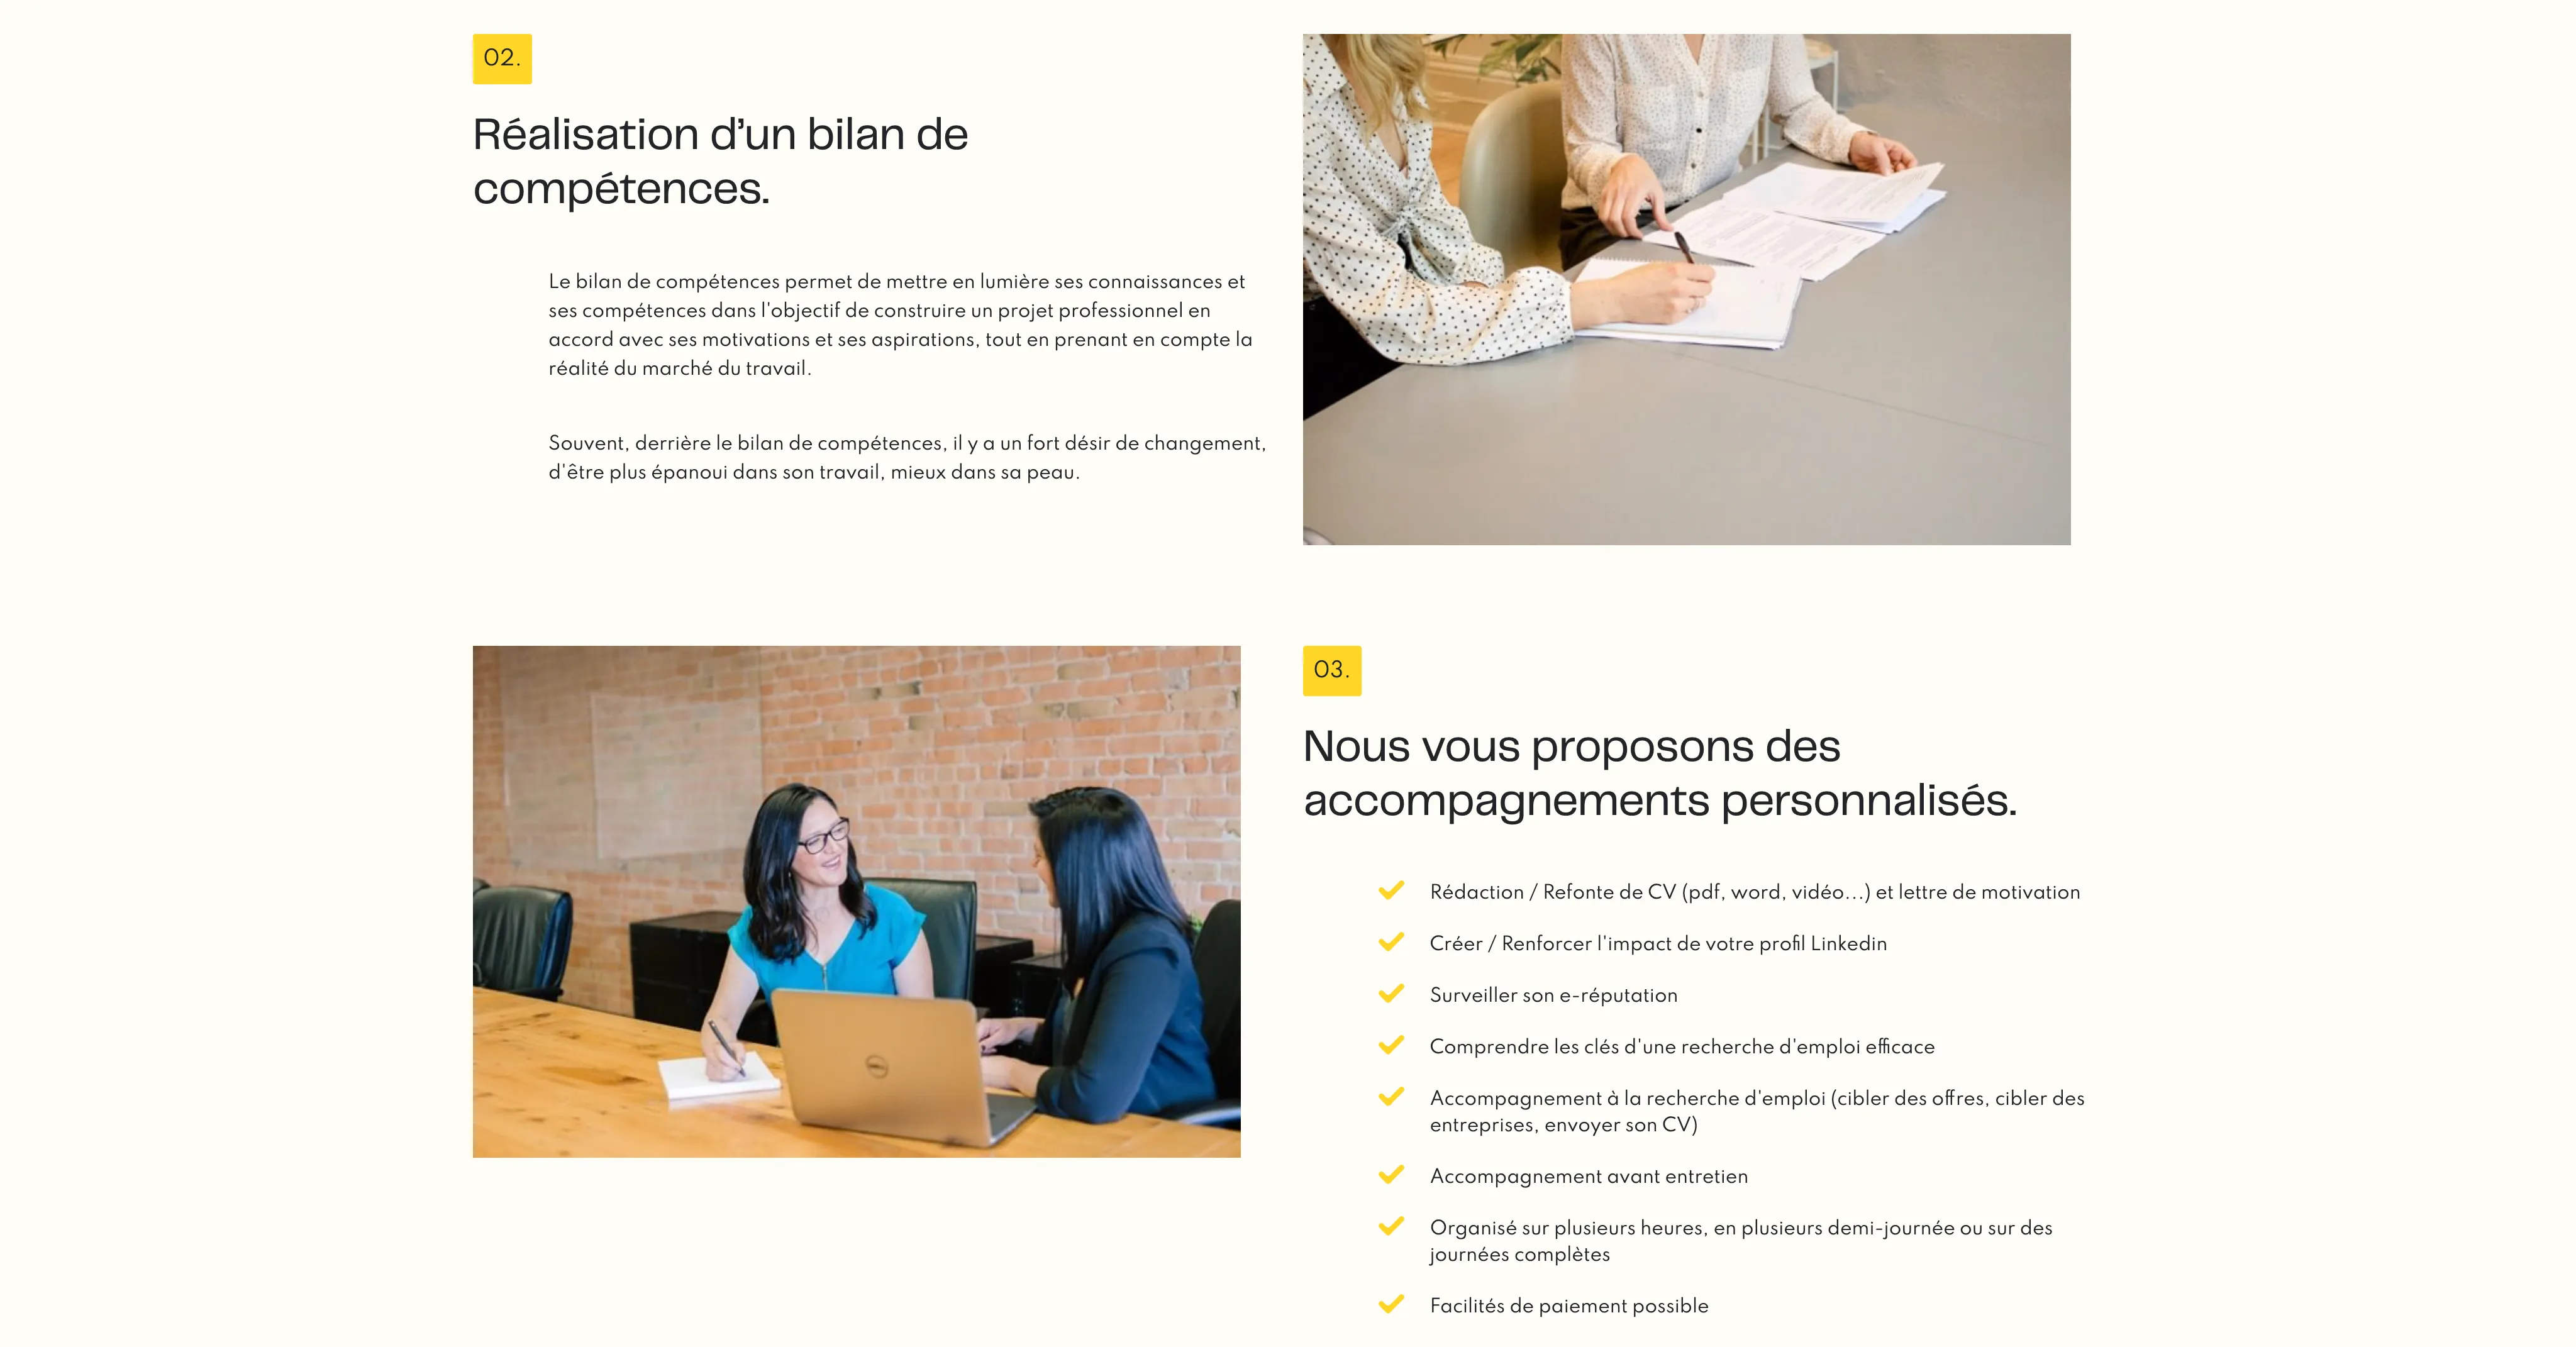 02.
Réalisation d’un bilan de
compétences.
Le bilan de compétences permet de mettre en lumière ses connaissances et
ses compétences dans l'objectif de construire un projet professionnel en
accord avec ses motivations et ses aspirations, tout en prenant en compte la
réalité du marché du travail.
Souvent, derrière le bilan de compétences, il y a un fort désir de changement,
d'être plus épanoui dans son travail, mieux dans sa peau.
03.
Nous vous proposons des
accompagnements personnalisés.
Rédaction / Refonte de CV (pdf, word, vidéo...) et lettre de motivation
Créer / Renforcer l'impact de votre profil Linkedin
Surveiller son e-réputation
Comprendre les clés d'une recherche d'emploi efficace
Accompagnement à la recherche d'emploi (cibler des offres, cibler des
entreprises, envoyer son CV)
Accompagnement avant entretien
Organisé sur plusieurs heures, en plusieurs demi-journée ou sur des
journées complètes
Facilités de paiement possible
DELL